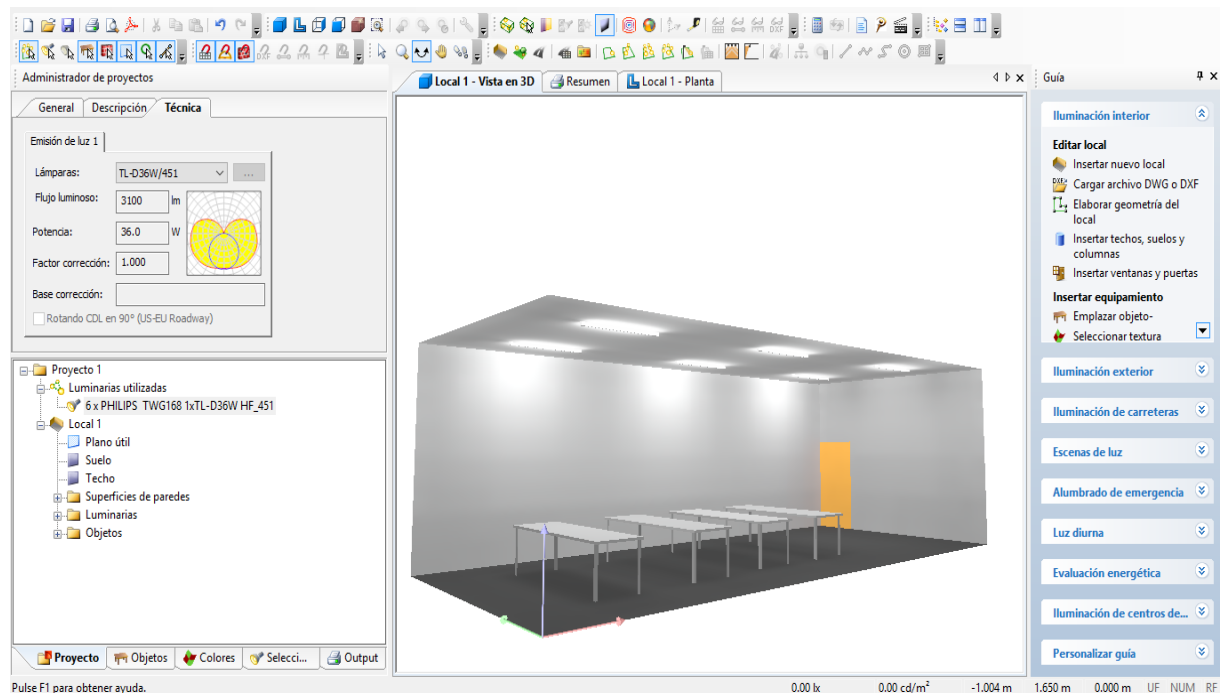 Administrador de proyectos
General Descripción Técnica
Emisión de luz 1
Lámparas: TL-D36W/451 ...
Flujo luminoso: 3100 lm
Potencia: 36.0 W
Factor corrección: 1.000
Base corrección:
Rotando CDL en 90° (US-EU Roadway)
Proyecto 1
Luminarias utilizadas
6 x PHILIPS TWG168 1xTL-D36W HF_451
Local 1
Plano útil
Suelo
Techo
Superficies de paredes
Luminarias
Objetos
Proyecto Objetos Colores Selecci... Output
Local 1 - Vista en 3D Resumen Local 1 - Planta
Guía
Iluminación interior
Editar local
Insertar nuevo local
Cargar archivo DWG o DXF
Elaborar geometría del
local
Insertar techos, suelos y
columnas
Insertar ventanas y puertas
Insertar equipamiento
Emplazar objeto-
Seleccionar textura
Iluminación exterior
Iluminación de carreteras
Escenas de luz
Alumbrado de emergencia
Luz diurna
Evaluación energética
Iluminación de centros de...
Personalizar guía
Pulse F1 para obtener ayuda. 0.00 lx 0.00 cd/m² -1.004 m 1.650 m 0.000 m UF NUM RF